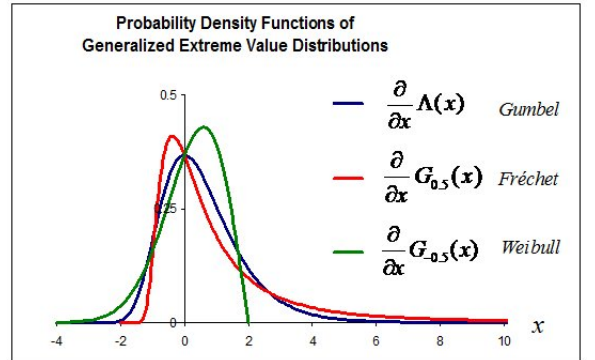 Probability Density Functions of
Generalized Extreme Value Distributions
0.5
∂/∂x Λ(x) Gumbel
∂/∂x G₀.₅(x) Fréchet
0.25
∂/∂x G₋₀.₅(x) Weibull
0
-4 -2 0 2 4 6 8 10 x